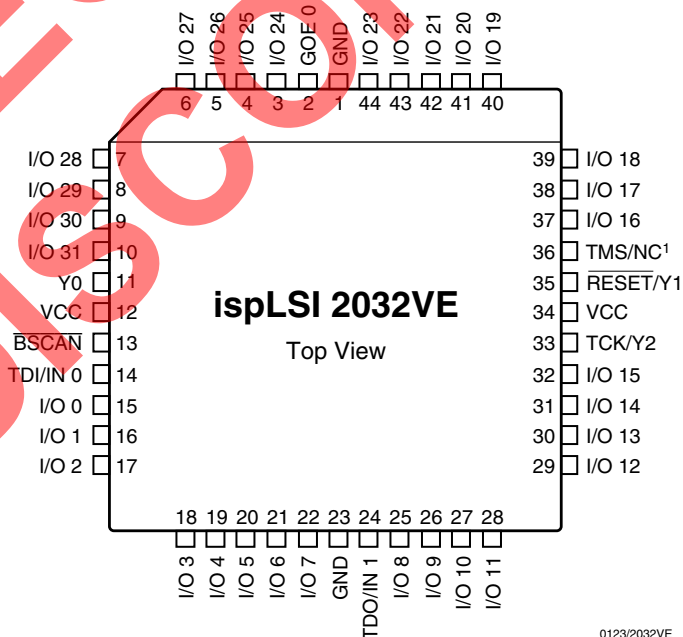 I/O 27
I/O 26
I/O 25
I/O 24
GOE 0
GND
I/O 23
I/O 22
I/O 21
I/O 20
I/O 19
6 5 4 3 2 1 44 43 42 41 40
I/O 28 7
I/O 29 8
I/O 30 9
I/O 31 10
Y0 11
VCC 12
BSCAN 13
TDI/IN 0 14
I/O 0 15
I/O 1 16
I/O 2 17
ispLSI 2032VE
Top View
39 I/O 18
38 I/O 17
37 I/O 16
36 TMS/NC¹
35 RESET/Y1
34 VCC
33 TCK/Y2
32 I/O 15
31 I/O 14
30 I/O 13
29 I/O 12
18 19 20 21 22 23 24 25 26 27 28
I/O 3
I/O 4
I/O 5
I/O 6
I/O 7
GND
TDO/IN 1
I/O 8
I/O 9
I/O 10
I/O 11
0123/2032VE